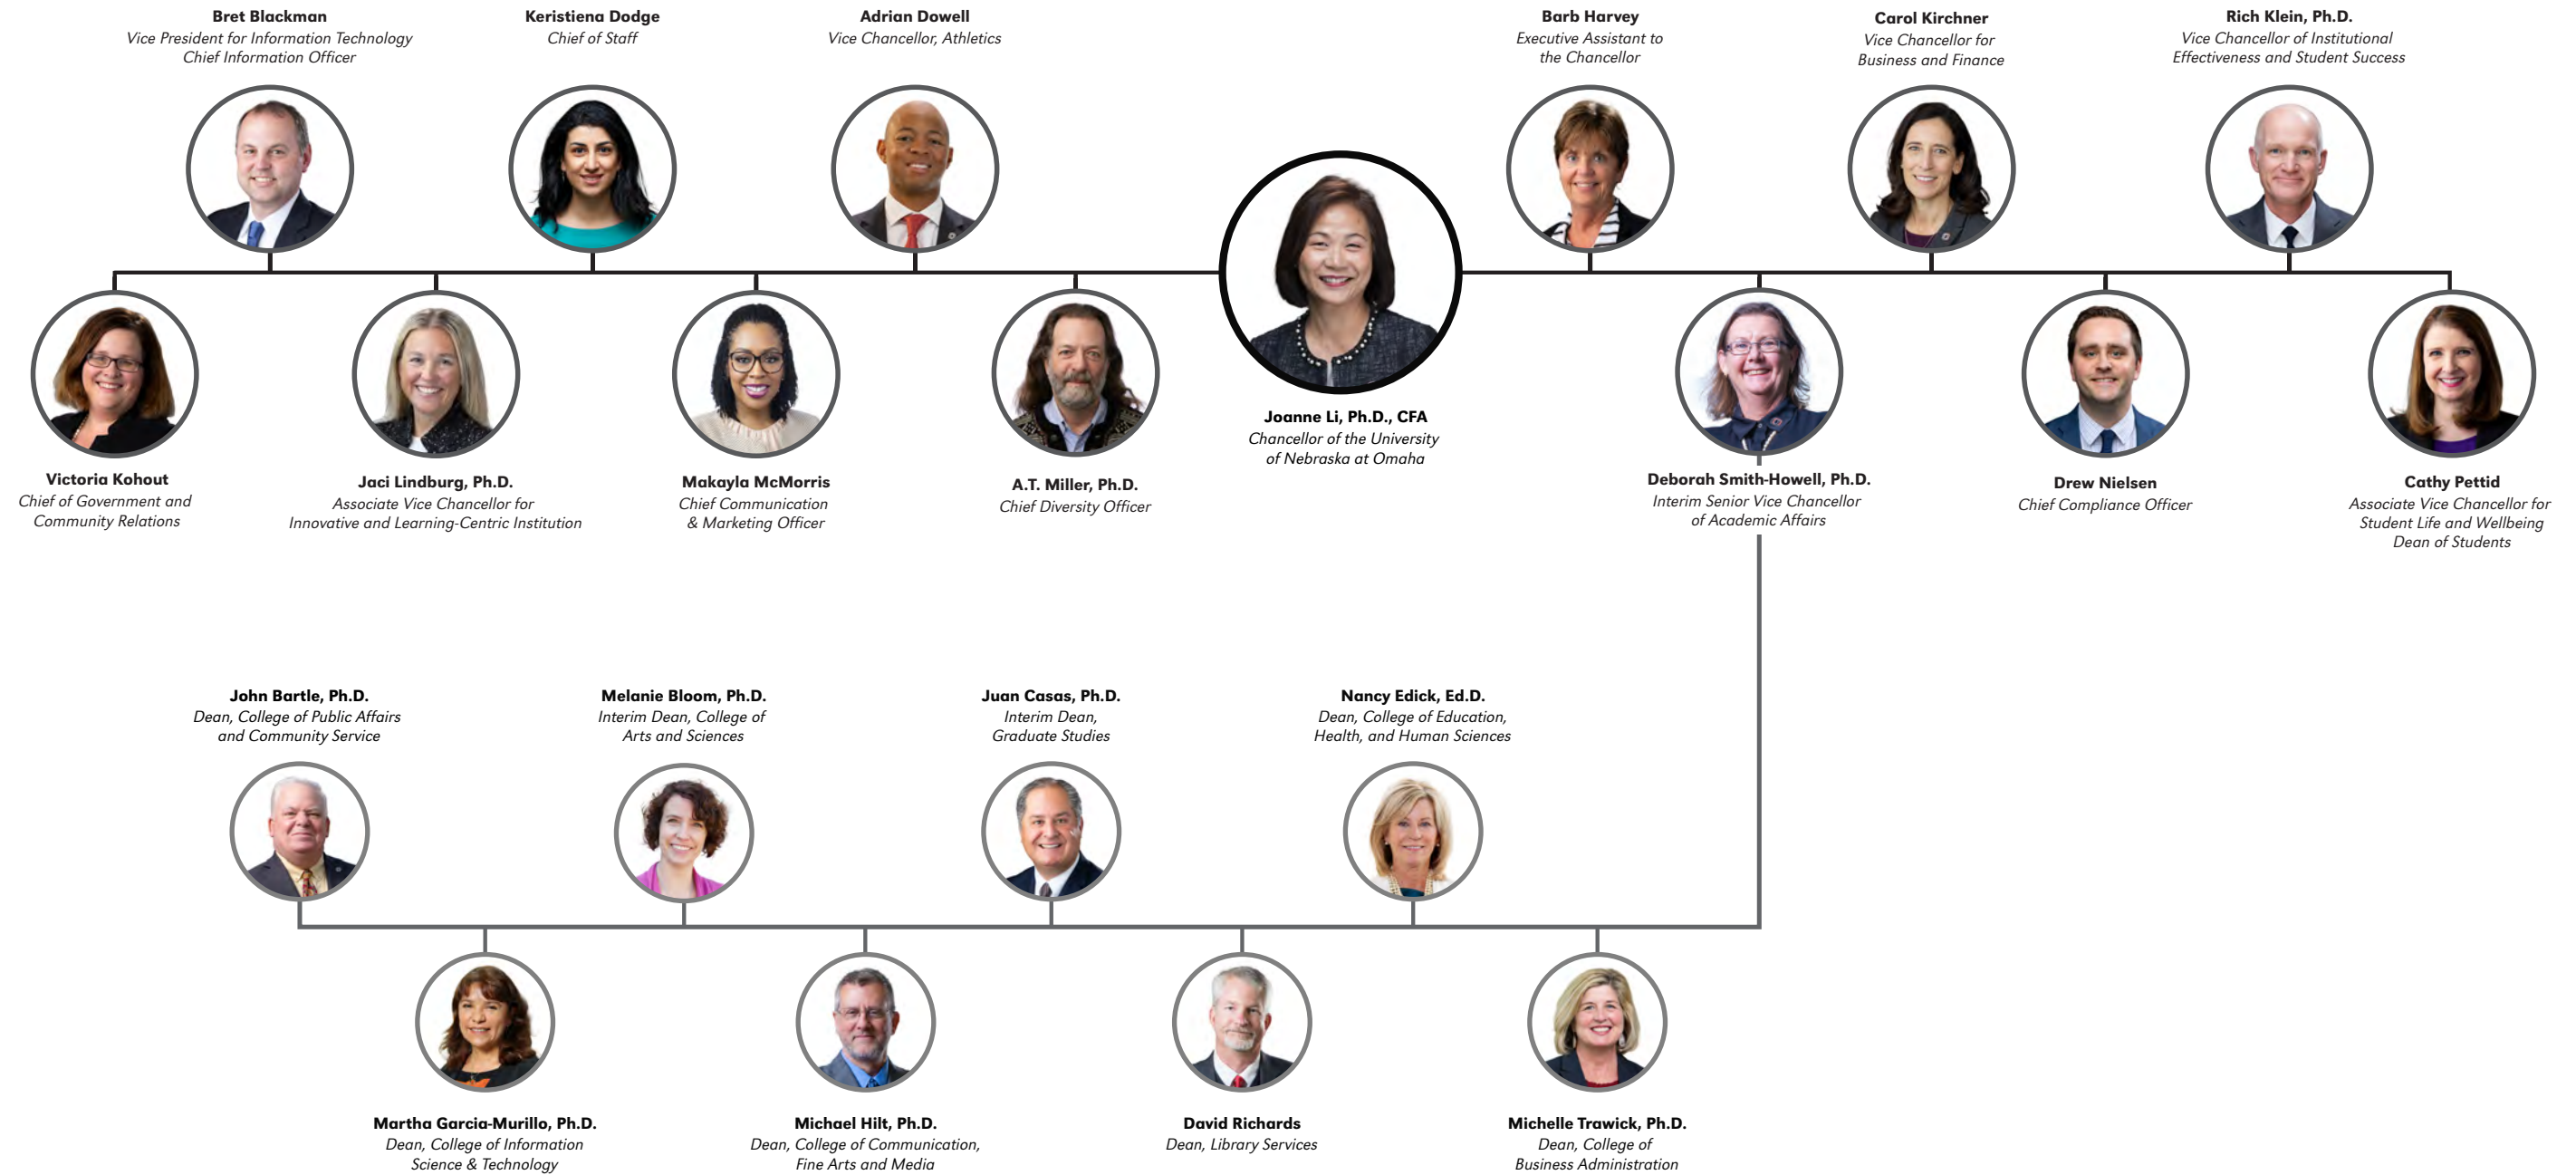 Bret Blackman
Vice President for Information Technology
Chief Information Officer
Keristiena Dodge
Chief of Staff
Adrian Dowell
Vice Chancellor, Athletics
Barb Harvey
Executive Assistant to
the Chancellor
Carol Kirchner
Vice Chancellor for
Business and Finance
Rich Klein, Ph.D.
Vice Chancellor of Institutional
Effectiveness and Student Success
Victoria Kohout
Chief of Government and
Community Relations
Jaci Lindburg, Ph.D.
Associate Vice Chancellor for
Innovative and Learning-Centric Institution
Makayla McMorris
Chief Communication
& Marketing Officer
A.T. Miller, Ph.D.
Chief Diversity Officer
Joanne Li, Ph.D., CFA
Chancellor of the University
of Nebraska at Omaha
Deborah Smith-Howell, Ph.D.
Interim Senior Vice Chancellor
of Academic Affairs
Drew Nielsen
Chief Compliance Officer
Cathy Pettid
Associate Vice Chancellor for
Student Life and Wellbeing
Dean of Students
John Bartle, Ph.D.
Dean, College of Public Affairs
and Community Service
Melanie Bloom, Ph.D.
Interim Dean, College of
Arts and Sciences
Juan Casas, Ph.D.
Interim Dean,
Graduate Studies
Nancy Edick, Ed.D.
Dean, College of Education,
Health, and Human Sciences
Martha Garcia-Murillo, Ph.D.
Dean, College of Information
Science & Technology
Michael Hilt, Ph.D.
Dean, College of Communication,
Fine Arts and Media
David Richards
Dean, Library Services
Michelle Trawick, Ph.D.
Dean, College of
Business Administration